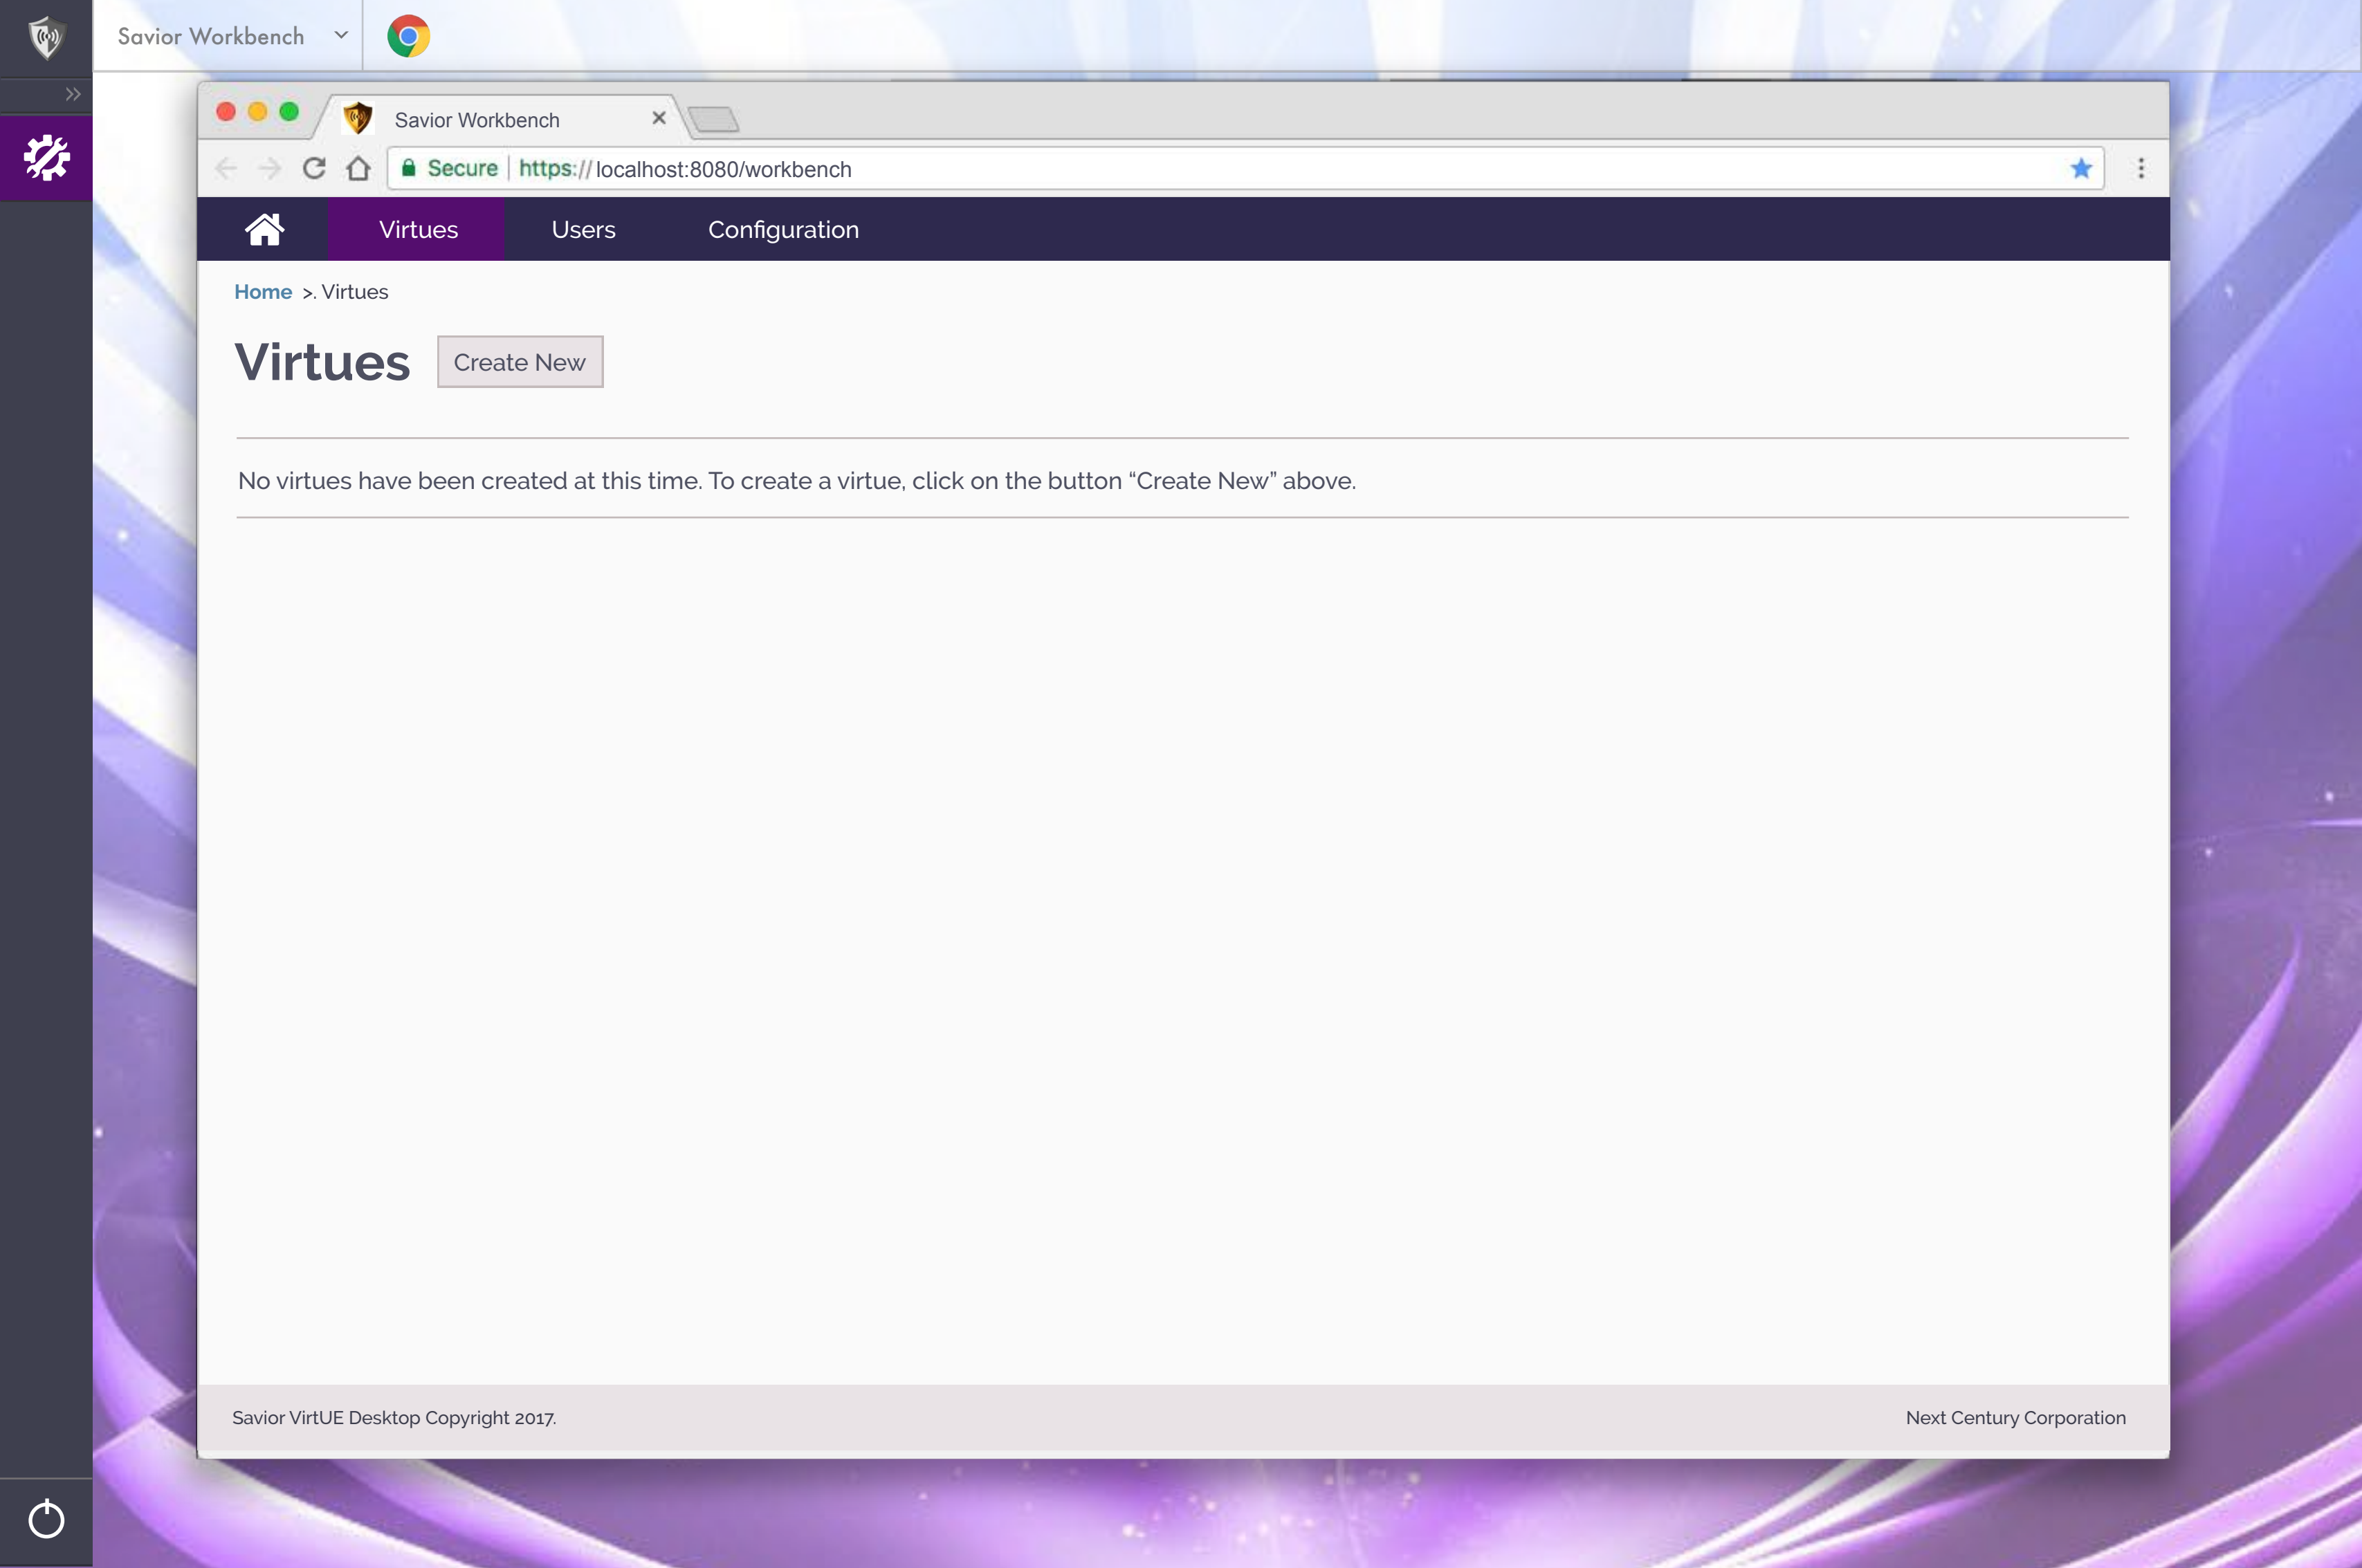 Savior Workbench
Savior Workbench
Secure https://localhost:8080/workbench
Virtues Users Configuration
Home >. Virtues
Virtues Create New
No virtues have been created at this time. To create a virtue, click on the button “Create New” above.
Savior VirtUE Desktop Copyright 2017. Next Century Corporation